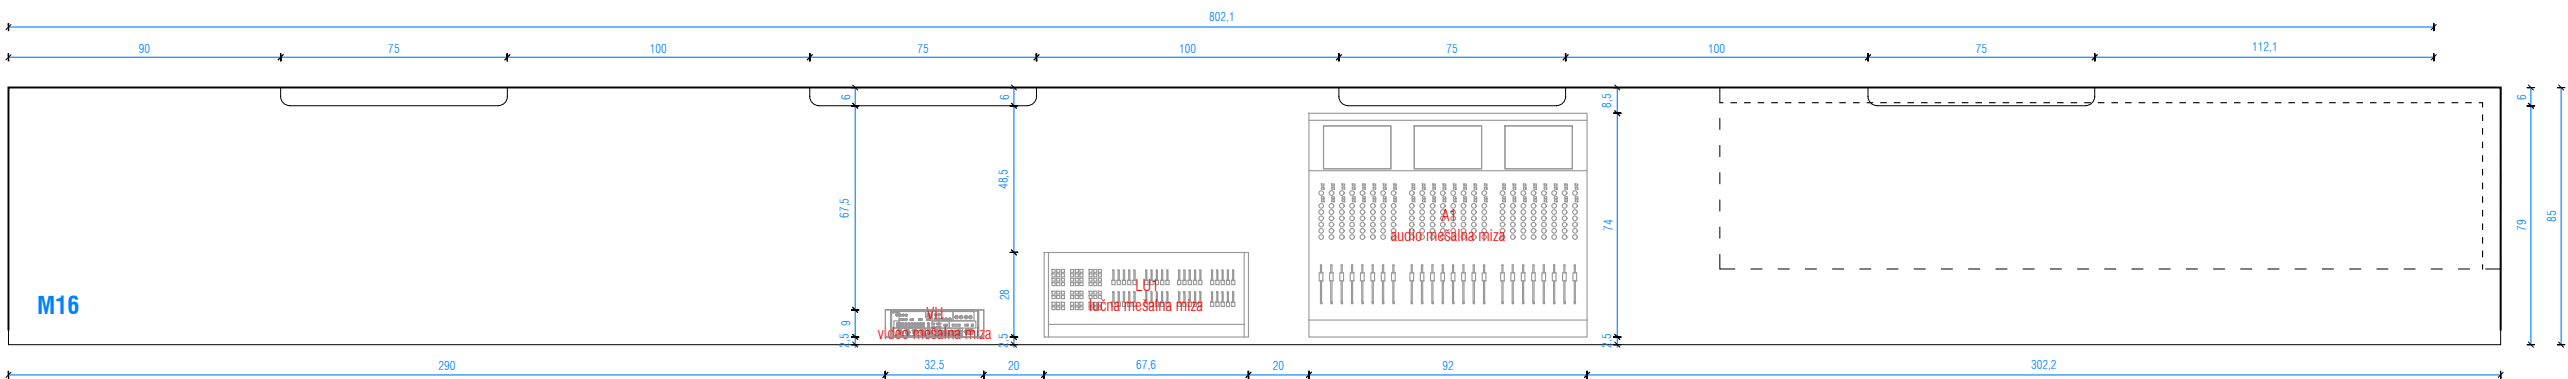 802,1
90 75 100 75 100 75 100 75 112,1
6 6 8,5 6
67,5 48,5 74 79 85
A1
audio mešalna miza
LU1
lučna mešalna miza
28
M16
9
video mešalna miza
2,5 2,5 2,5
290 32,5 20 67,6 20 92 302,2